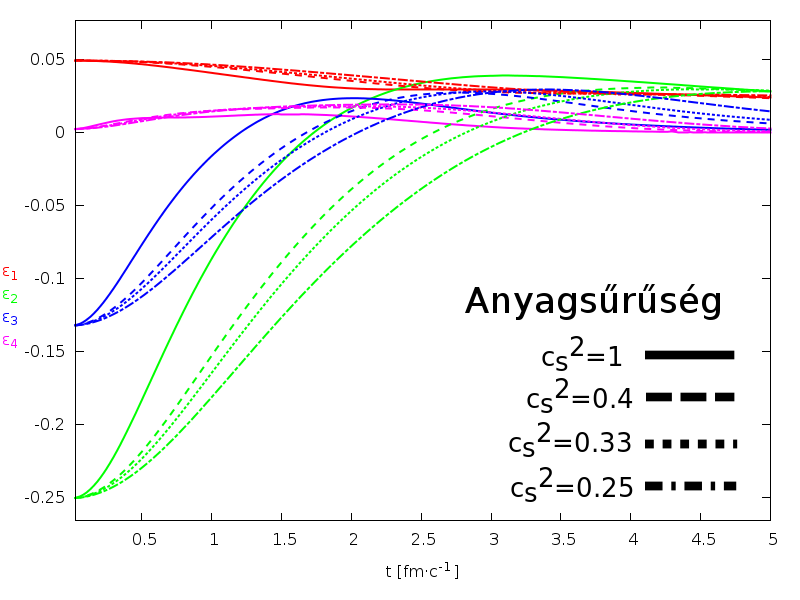 0.05
0
-0.05
-0.1
-0.15
-0.2
-0.25
ε1
ε2
ε3
ε4
Anyagsűrűség
cs²=1
cs²=0.4
cs²=0.33
cs²=0.25
0.5 1 1.5 2 2.5 3 3.5 4 4.5 5
t [fm·c⁻¹]